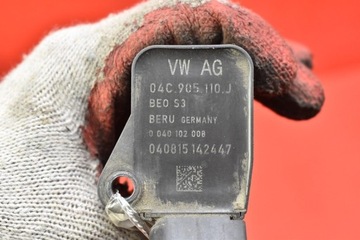 VW AG
04C.905.110.J
BEO S3
BERU GERMANY
0 040 102 008
040815 142447